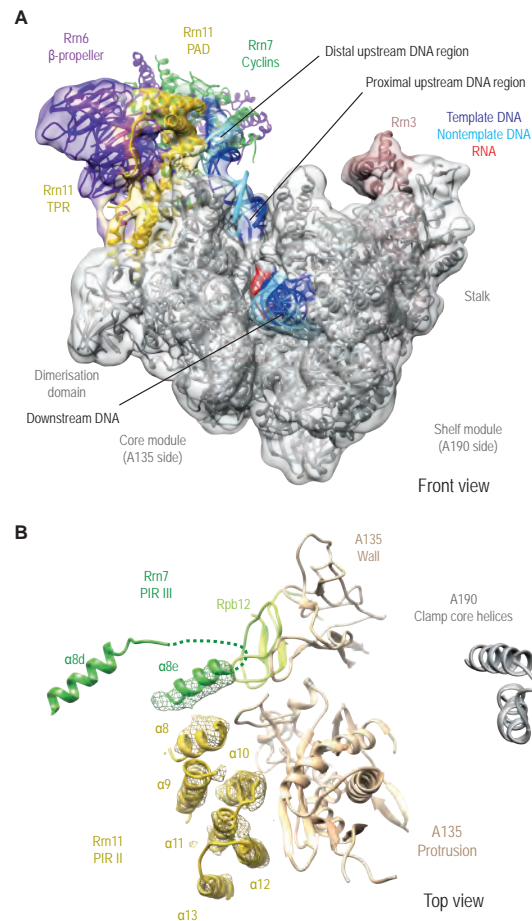 A
Rrn6
β-propeller
Rrn11
PAD
Rrn7
Cyclins
Distal upstream DNA region
Proximal upstream DNA region
Rrn3
Template DNA
Nontemplate DNA
RNA
Rrn11
TPR
Stalk
Dimerisation
domain
Downstream DNA
Core module
(A135 side)
Shelf module
(A190 side)
Front view
B
Rrn7
PIR III
A135
Wall
Rpb12
A190
Clamp core helices
α8d
α8e
α8
α10
α9
Rrn11
PIR II
α11
α12
α13
A135
Protrusion
Top view